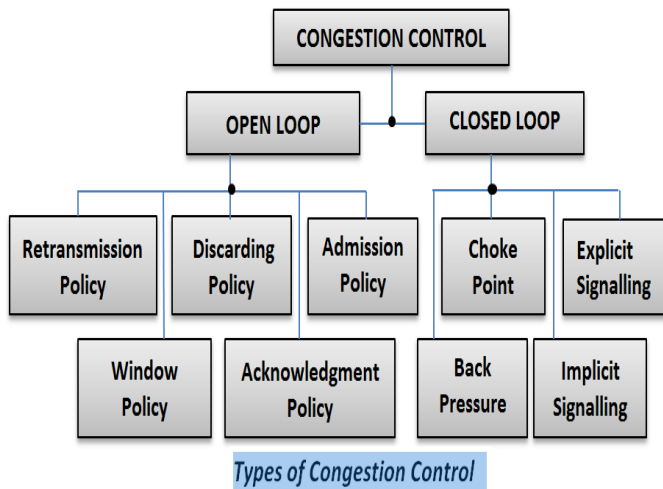 CONGESTION CONTROL
OPEN LOOP
CLOSED LOOP
Retransmission
Policy
Discarding
Policy
Admission
Policy
Choke
Point
Explicit
Signalling
Window
Policy
Acknowledgment
Policy
Back
Pressure
Implicit
Signalling
Types of Congestion Control